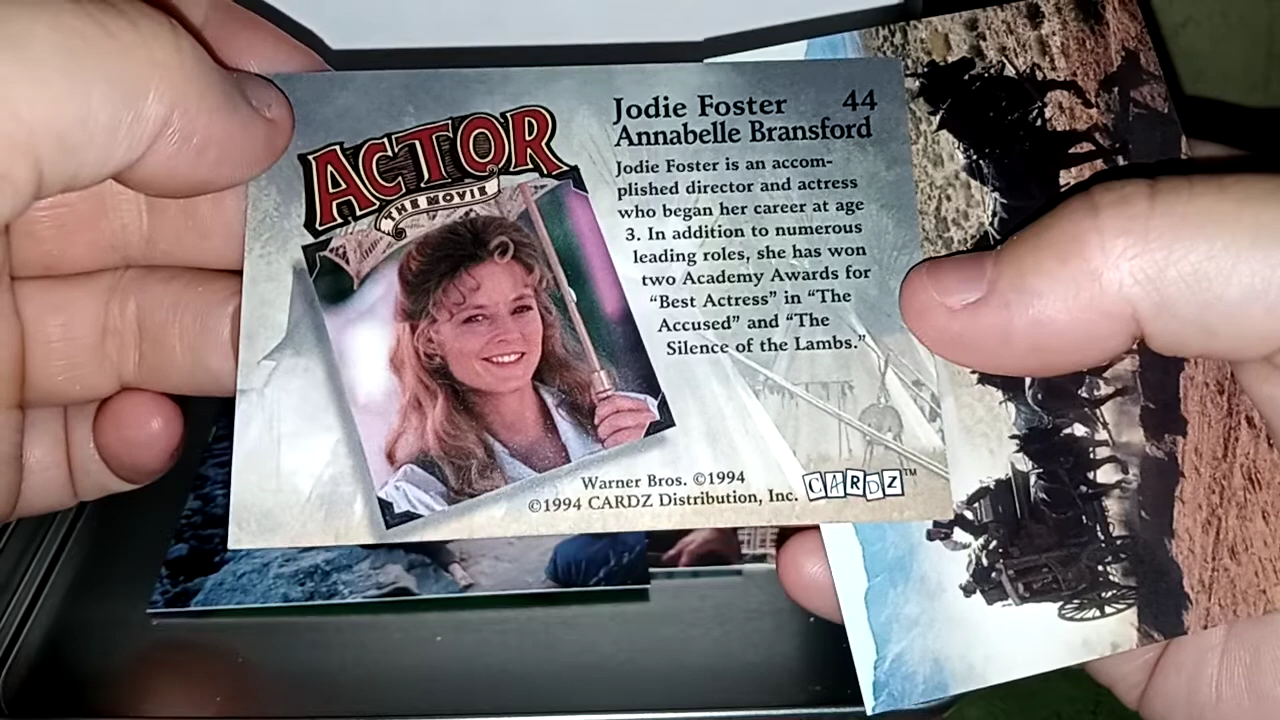 ACTOR
THE MOVIE
Jodie Foster 44
Annabelle Bransford
Jodie Foster is an accom-
plished director and actress
who began her career at age
3. In addition to numerous
leading roles, she has won
two Academy Awards for
“Best Actress” in “The
Accused” and “The
Silence of the Lambs.”
Warner Bros. ©1994
©1994 CARDZ Distribution, Inc. CARDZ™